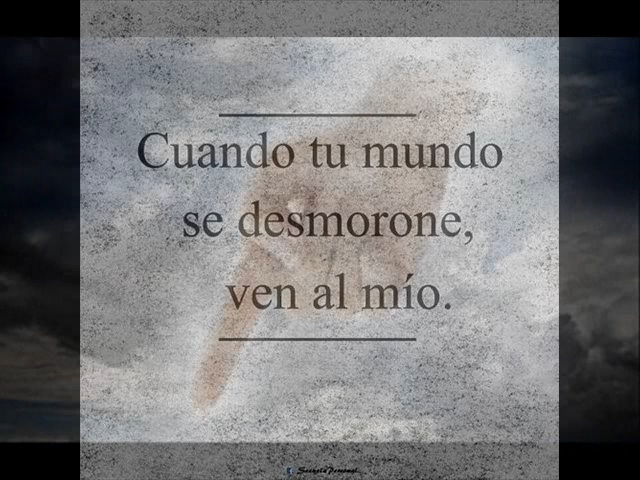 Cuando tu mundo
se desmorone,
ven al mío.